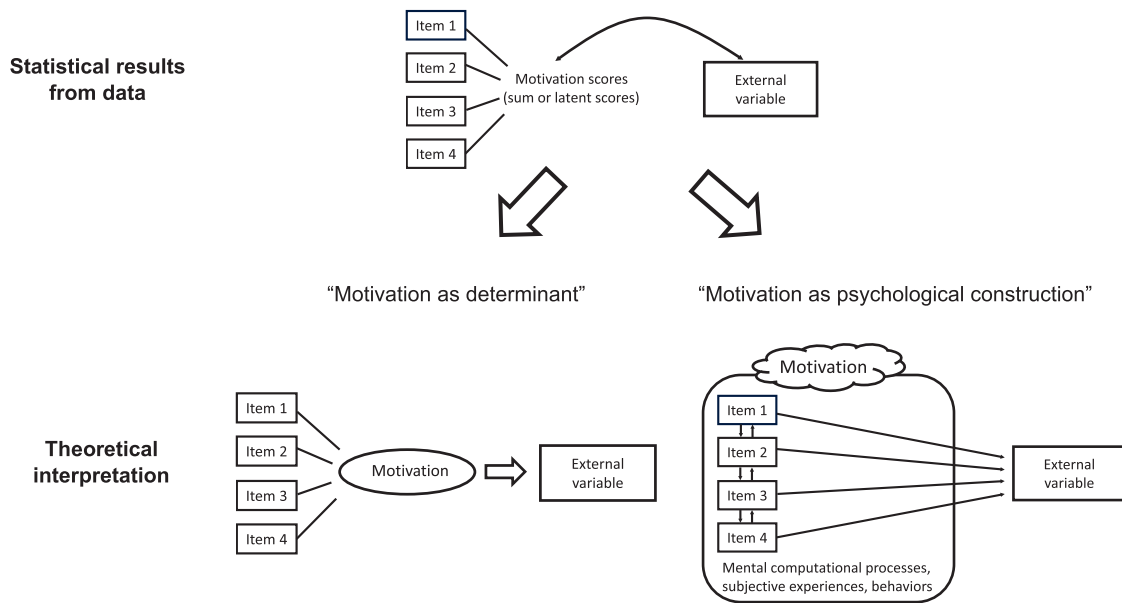 Statistical results
from data
Item 1
Item 2
Item 3
Item 4
Motivation scores
(sum or latent scores)
External
variable
“Motivation as determinant”
“Motivation as psychological construction”
Theoretical
interpretation
Item 1
Item 2
Item 3
Item 4
Motivation
External
variable
Motivation
Item 1
Item 2
Item 3
Item 4
Mental computational processes,
subjective experiences, behaviors
External
variable